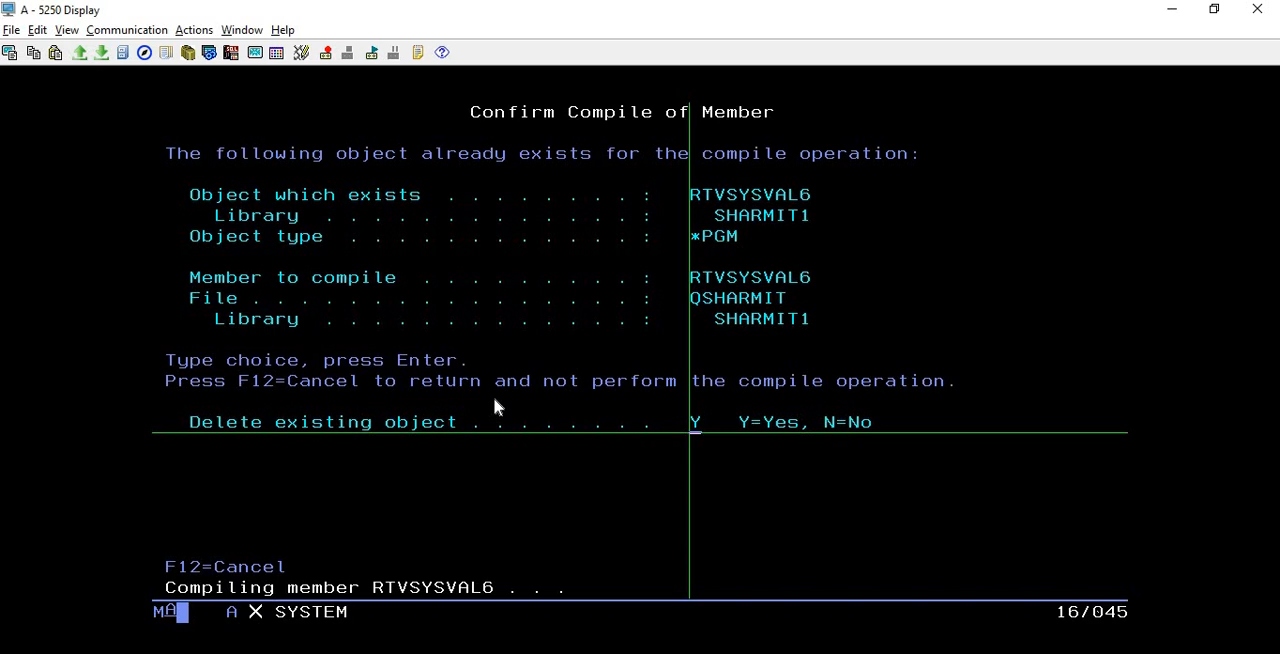 A - 5250 Display
File Edit View Communication Actions Window Help
Confirm Compile of Member
The following object already exists for the compile operation:
Object which exists . . . . . . . . . : RTVSYSVAL6
Library . . . . . . . . . . . . . . : SHARMIT1
Object type . . . . . . . . . . . . . : *PGM
Member to compile . . . . . . . . . . : RTVSYSVAL6
File . . . . . . . . . . . . . . . . . : QSHARMIT
Library . . . . . . . . . . . . . . : SHARMIT1
Type choice, press Enter.
Press F12=Cancel to return and not perform the compile operation.
Delete existing object . . . . . . . . Y Y=Yes, N=No
F12=Cancel
Compiling member RTVSYSVAL6 . . .
MA A X SYSTEM 16/045